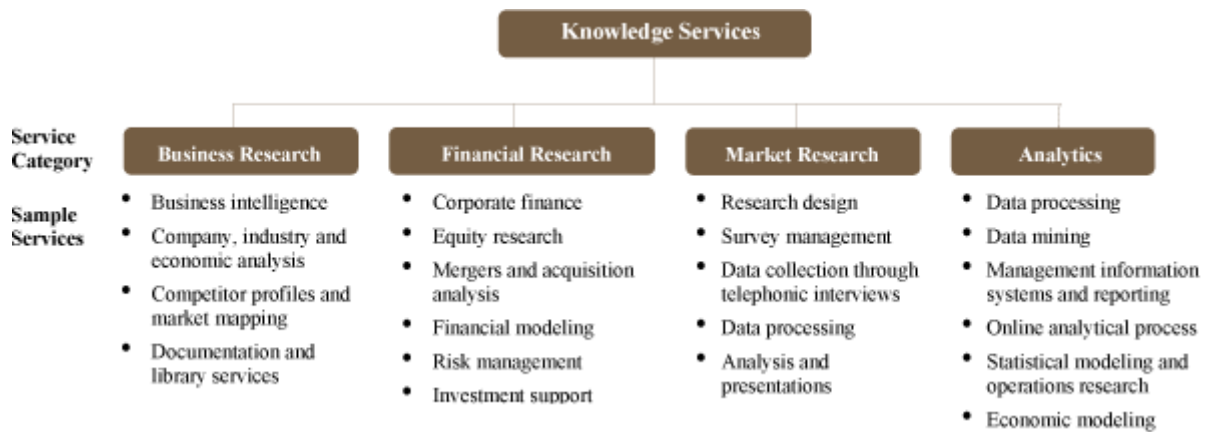 Knowledge Services
Service
Category
Business Research
Financial Research
Market Research
Analytics
Sample
Services
• Business intelligence
• Company, industry and
economic analysis
• Competitor profiles and
market mapping
• Documentation and
library services
• Corporate finance
• Equity research
• Mergers and acquisition
analysis
• Financial modeling
• Risk management
• Investment support
• Research design
• Survey management
• Data collection through
telephonic interviews
• Data processing
• Analysis and
presentations
• Data processing
• Data mining
• Management information
systems and reporting
• Online analytical process
• Statistical modeling and
operations research
• Economic modeling